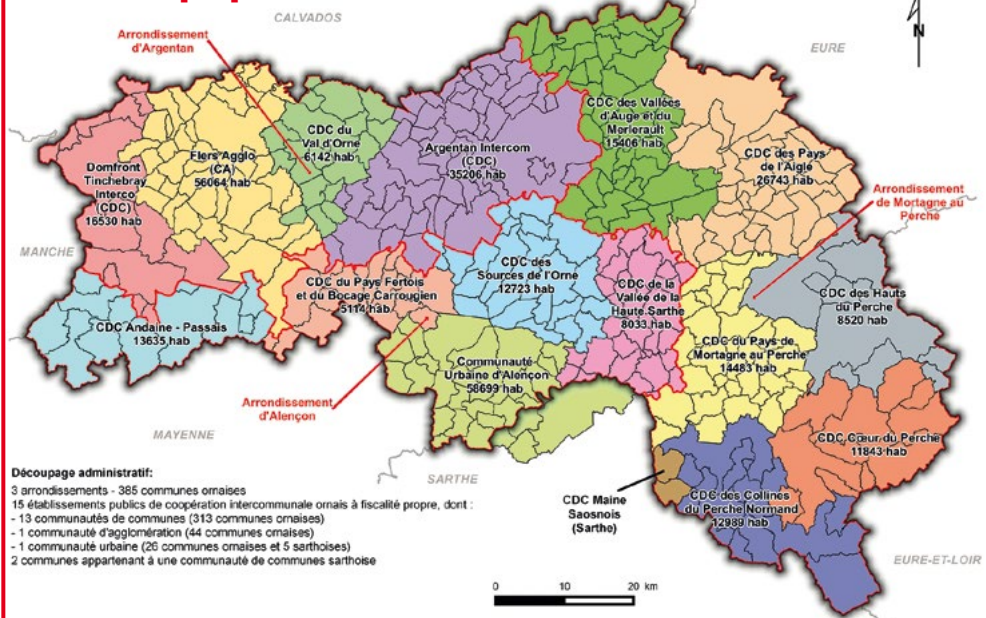 CALVADOS
Arrondissement
d'Argentan
N
EURE
CDC des Vallées
d'Auge et du
Merlerault
15406 hab
CDC du
Val d'Orne
6142 hab
Argentan Intercom
(CDC)
35206 hab
Flers Agglo
(CA)
56064 hab
Domfront
Tinchebray
Interco
(CDC)
16530 hab
CDC des Pays
de l'Aigle
26743 hab
Arrondissement
de Mortagne au
Perche
MANCHE
CDC des
Sources de l'Orne
12723 hab
CDC du Pays Fertois
et du Bocage Carrougien
5114 hab
CDC de la
Vallée de la
Haute Sarthe
8033 hab
CDC des Hauts
du Perche
8520 hab
CDC Andaine - Passais
13635 hab
CDC du Pays de
Mortagne au Perche
14483 hab
Communauté
Urbaine d'Alençon
58699 hab
Arrondissement
d'Alençon
MAYENNE
SARTHE
CDC Cœur du Perche
11843 hab
CDC Maine
Saosnois
(Sarthe)
CDC des Collines
du Perche Normand
12989 hab
EURE-ET-LOIR
Découpage administratif:
3 arrondissements - 385 communes ornaises
15 établissements publics de coopération intercommunale ornais à fiscalité propre, dont :
- 13 communautés de communes (313 communes ornaises)
- 1 communauté d'agglomération (44 communes ornaises)
- 1 communauté urbaine (26 communes ornaises et 5 sarthoises)
2 communes appartenant à une communauté de communes sarthoise
0 10 20 km